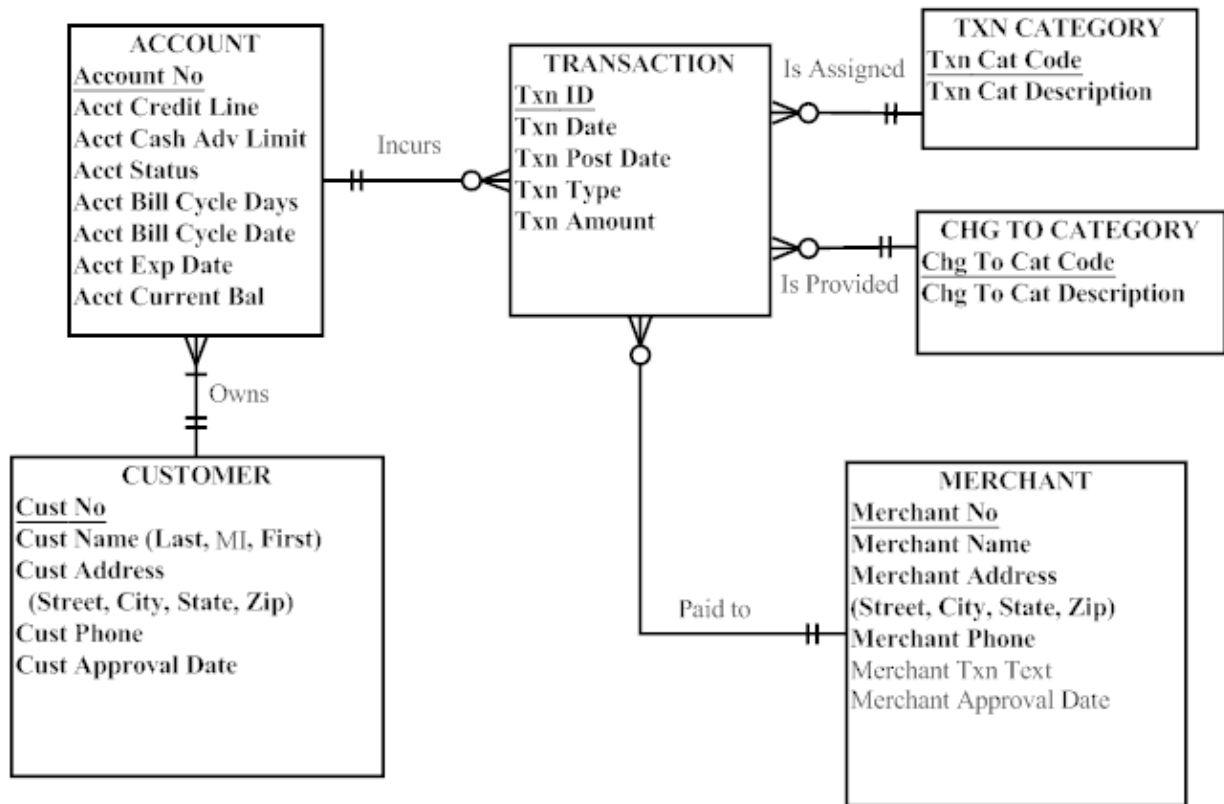 ACCOUNT
Account No
Acct Credit Line
Acct Cash Adv Limit
Acct Status
Acct Bill Cycle Days
Acct Bill Cycle Date
Acct Exp Date
Acct Current Bal
Incurs
TRANSACTION
Txn ID
Txn Date
Txn Post Date
Txn Type
Txn Amount
Is Assigned
TXN CATEGORY
Txn Cat Code
Txn Cat Description
Is Provided
CHG TO CATEGORY
Chg To Cat Code
Chg To Cat Description
Owns
CUSTOMER
Cust No
Cust Name (Last, MI, First)
Cust Address
(Street, City, State, Zip)
Cust Phone
Cust Approval Date
Paid to
MERCHANT
Merchant No
Merchant Name
Merchant Address
(Street, City, State, Zip)
Merchant Phone
Merchant Txn Text
Merchant Approval Date